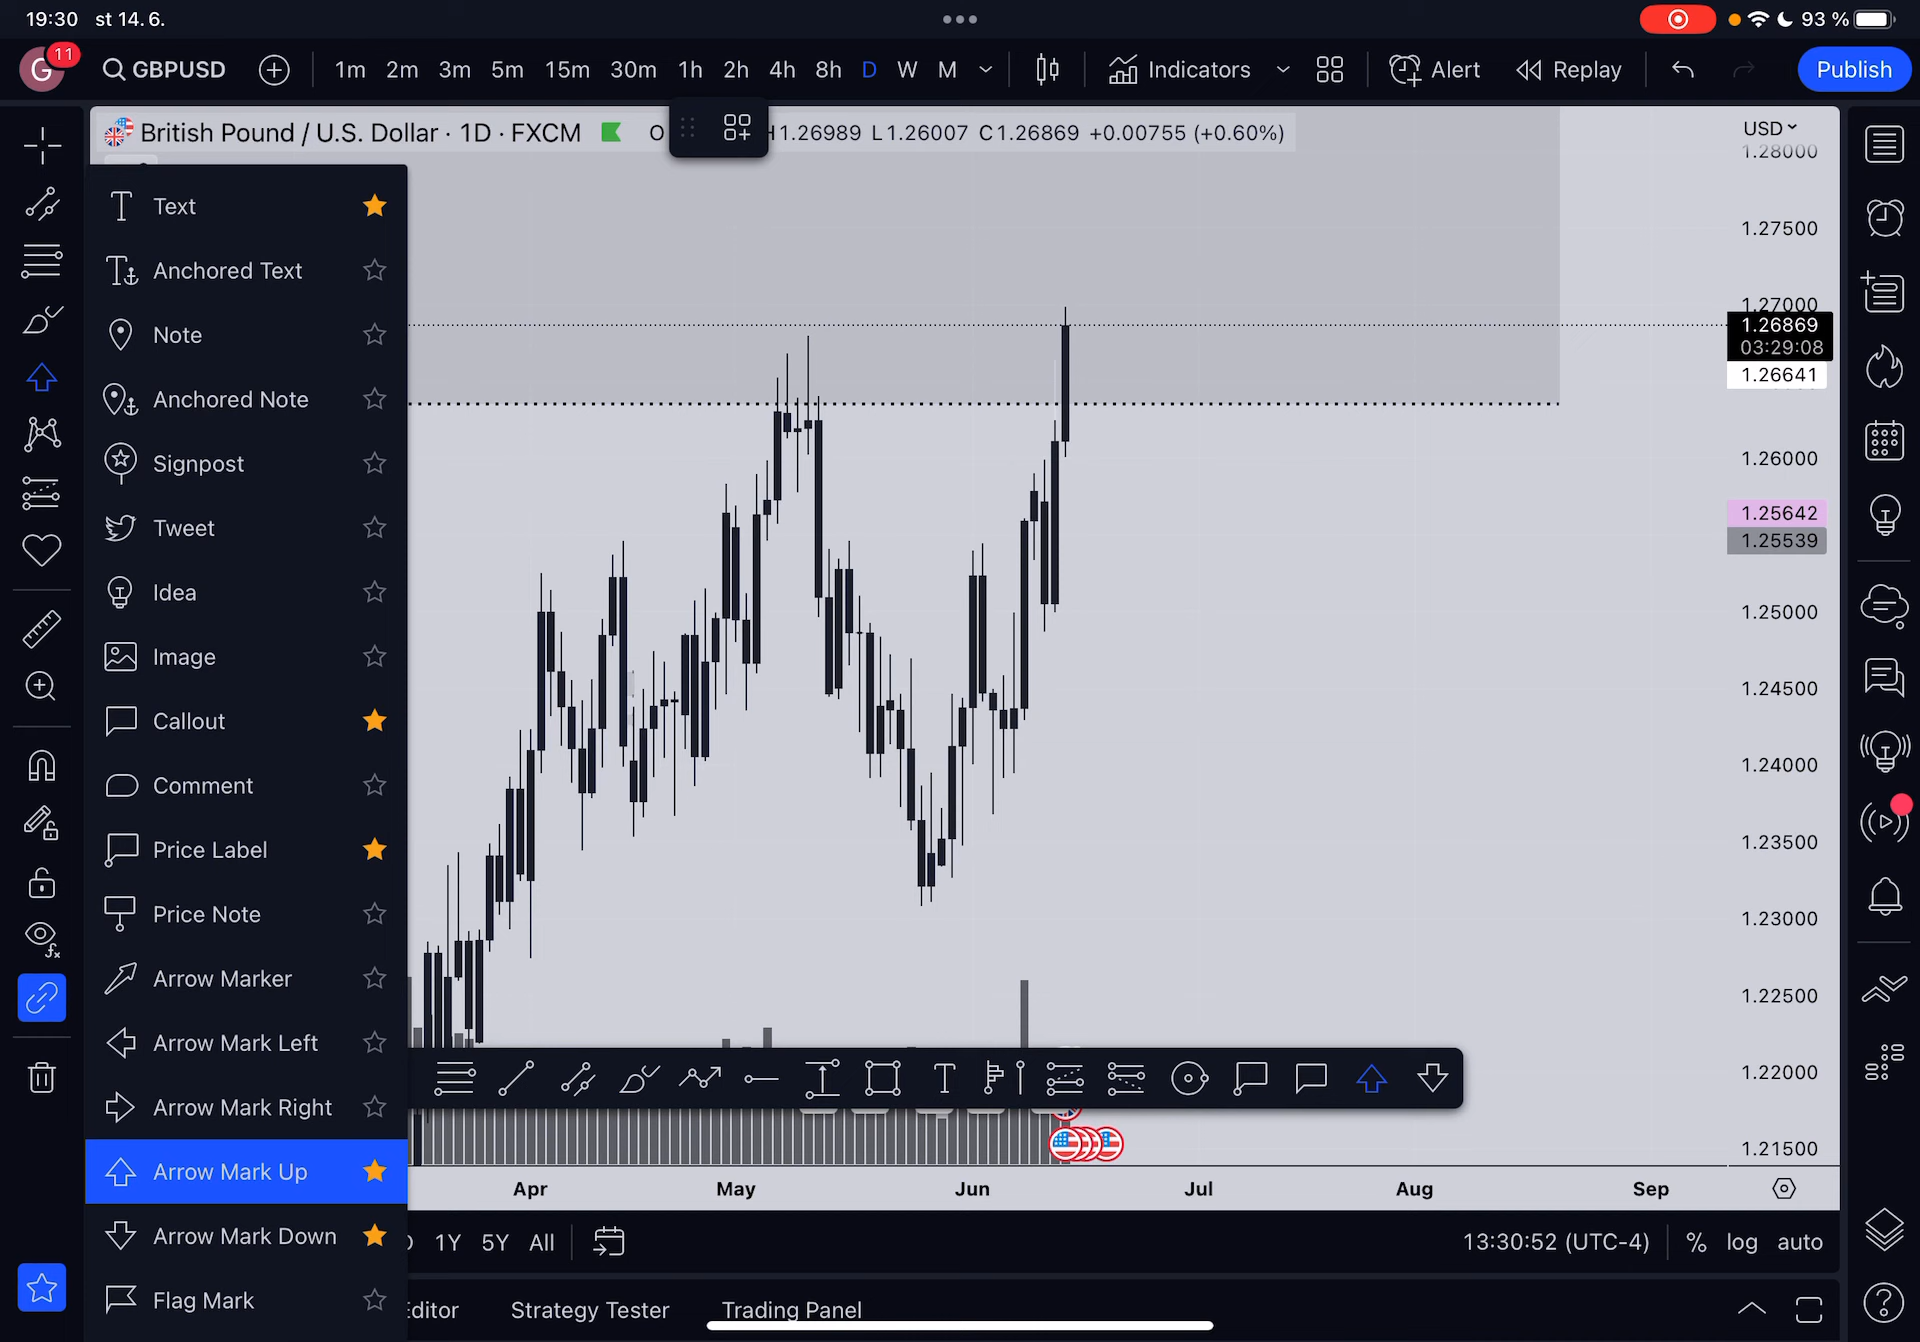 19:30 st 14. 6.
93 %
G 11 GBPUSD 1m 2m 3m 5m 15m 30m 1h 2h 4h 8h D W M Indicators Alert Replay Publish
British Pound / U.S. Dollar · 1D · FXCM O H1.26989 L1.26007 C1.26869 +0.00755 (+0.60%)
USD
1.28000
1.27500
1.27000
1.26869
03:29:08
1.26641
1.26000
1.25642
1.25539
1.25000
1.24500
1.24000
1.23500
1.23000
1.22500
1.22000
1.21500
Text
Anchored Text
Note
Anchored Note
Signpost
Tweet
Idea
Image
Callout
Comment
Price Label
Price Note
Arrow Marker
Arrow Mark Left
Arrow Mark Right
Arrow Mark Up
Arrow Mark Down
Flag Mark
Apr May Jun Jul Aug Sep
1Y 5Y All
13:30:52 (UTC-4) % log auto
Editor Strategy Tester Trading Panel